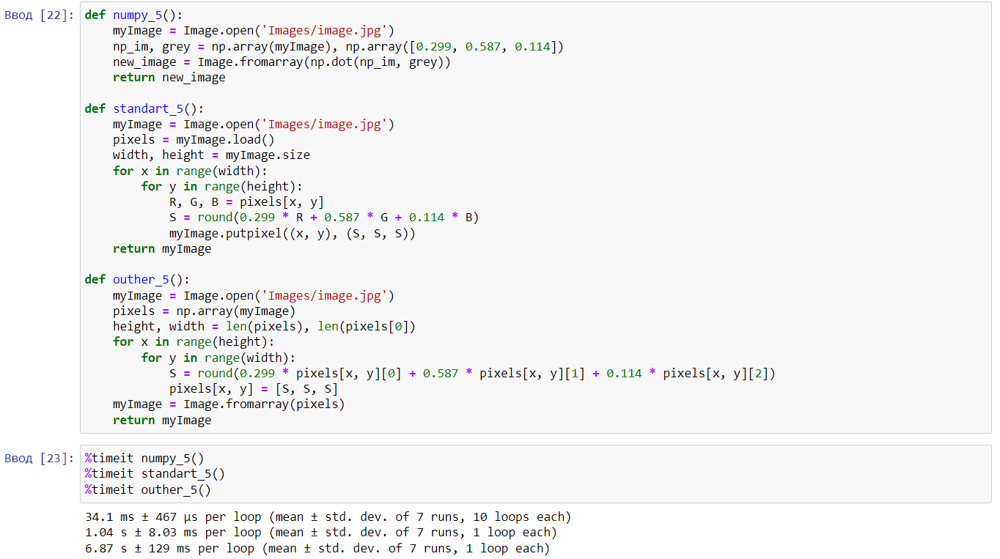 Ввод [22]: def numpy_5():
    myImage = Image.open('Images/image.jpg')
    np_im, grey = np.array(myImage), np.array([0.299, 0.587, 0.114])
    new_image = Image.fromarray(np.dot(np_im, grey))
    return new_image

def standart_5():
    myImage = Image.open('Images/image.jpg')
    pixels = myImage.load()
    width, height = myImage.size
    for x in range(width):
        for y in range(height):
            R, G, B = pixels[x, y]
            S = round(0.299 * R + 0.587 * G + 0.114 * B)
            myImage.putpixel((x, y), (S, S, S))
    return myImage

def outher_5():
    myImage = Image.open('Images/image.jpg')
    pixels = np.array(myImage)
    height, width = len(pixels), len(pixels[0])
    for x in range(height):
        for y in range(width):
            S = round(0.299 * pixels[x, y][0] + 0.587 * pixels[x, y][1] + 0.114 * pixels[x, y][2])
            pixels[x, y] = [S, S, S]
    myImage = Image.fromarray(pixels)
    return myImage

Ввод [23]: %timeit numpy_5()
%timeit standart_5()
%timeit outher_5()

34.1 ms ± 467 µs per loop (mean ± std. dev. of 7 runs, 10 loops each)
1.04 s ± 8.03 ms per loop (mean ± std. dev. of 7 runs, 1 loop each)
6.87 s ± 129 ms per loop (mean ± std. dev. of 7 runs, 1 loop each)